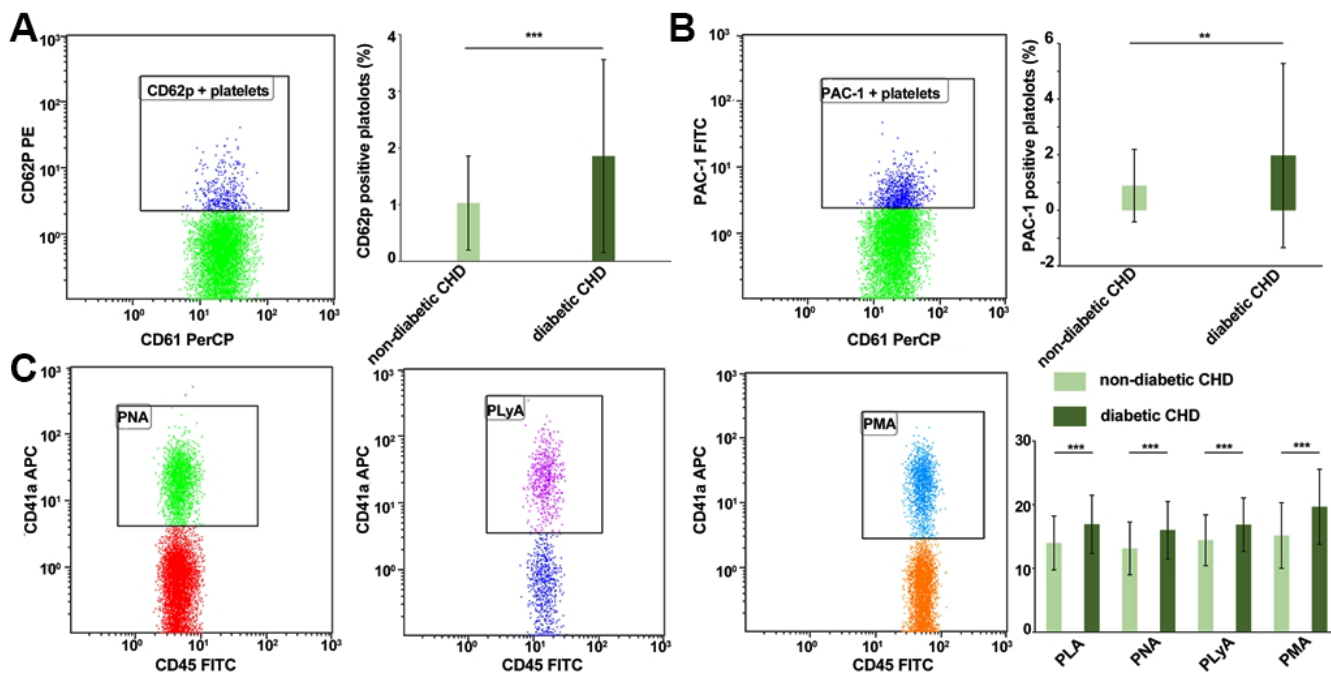 A
CD62P PE
10³
10²
10¹
10⁰
CD62p + platelets
10⁰
10¹
10²
10³
CD61 PerCP
CD62p positive platolots (%)
4
3
2
1
0
***
non-diabetic CHD
diabetic CHD
B
PAC-1 FITC
10³
10²
10¹
10⁰
PAC-1 + platelets
10⁰
10¹
10²
10³
CD61 PerCP
PAC-1 positive platolots (%)
6
4
2
0
-2
**
non-diabetic CHD
diabetic CHD
C
CD41a APC
10³
10²
10¹
10⁰
PNA
10⁰
10¹
10²
10³
CD45 FITC
CD41a APC
10³
10²
10¹
10⁰
PLyA
10⁰
10¹
10²
10³
CD45 FITC
CD41a APC
10³
10²
10¹
10⁰
PMA
10⁰
10¹
10²
10³
CD45 FITC
non-diabetic CHD
diabetic CHD
30
20
10
0
***
***
***
***
PLA
PNA
PLyA
PMA